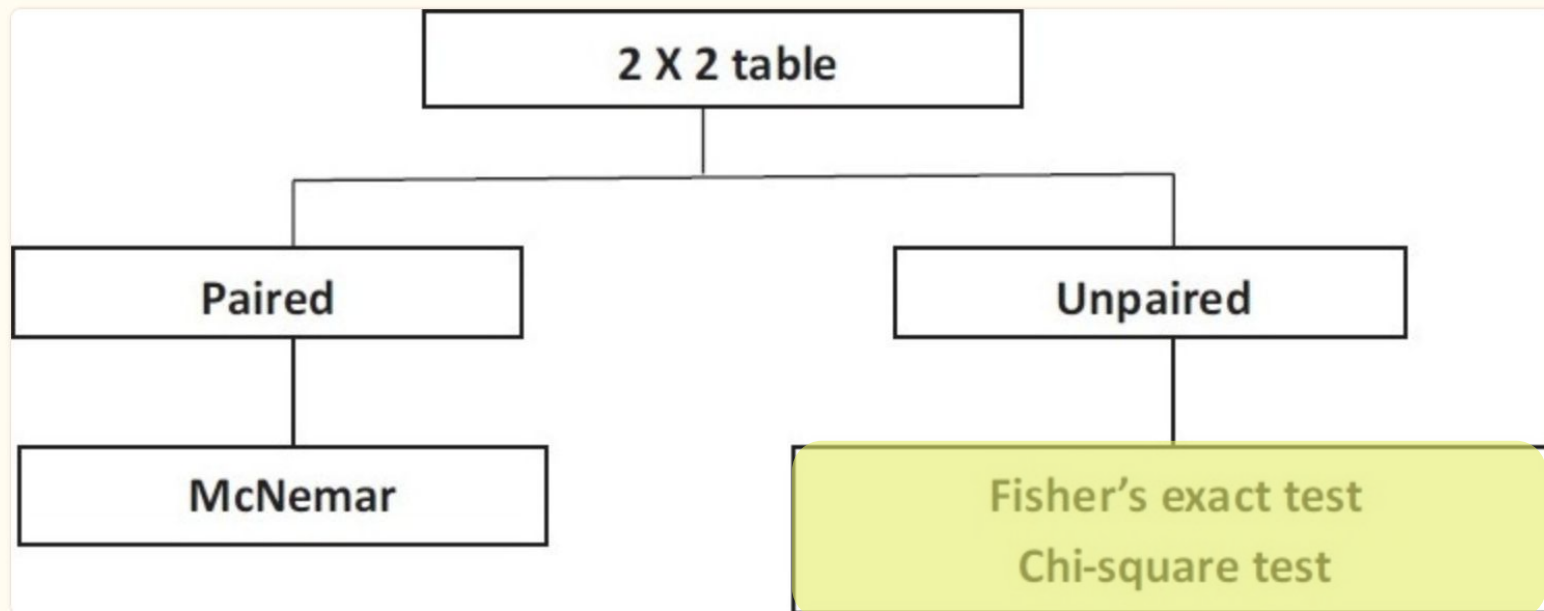 2 X 2 table
Paired
Unpaired
McNemar
Fisher’s exact test
Chi-square test